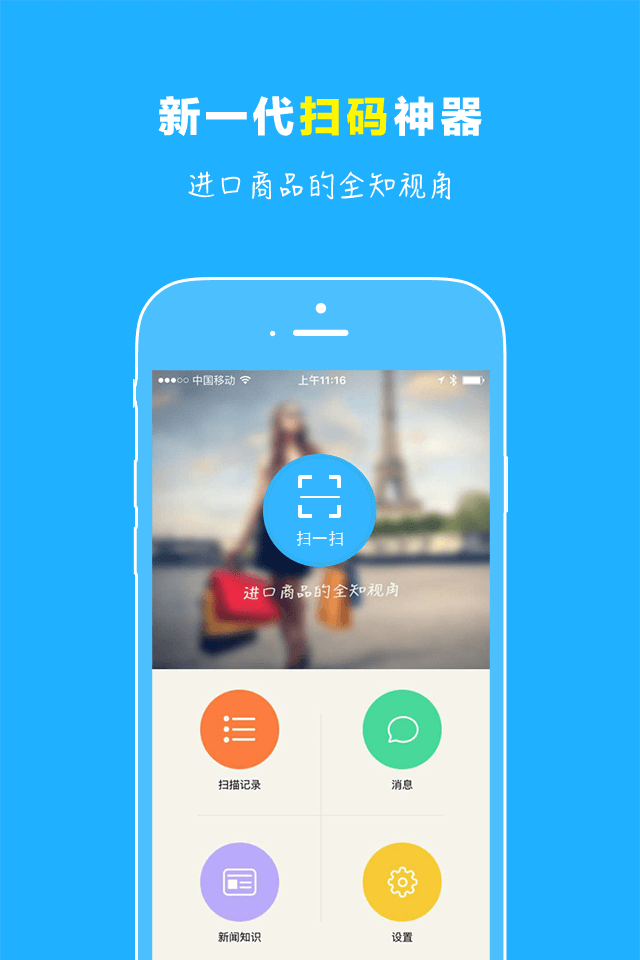 新一代扫码神器
进口商品的全知视角
中国移动 上午11:16
扫一扫
进口商品的全知视角
扫描记录 消息
新闻知识 设置